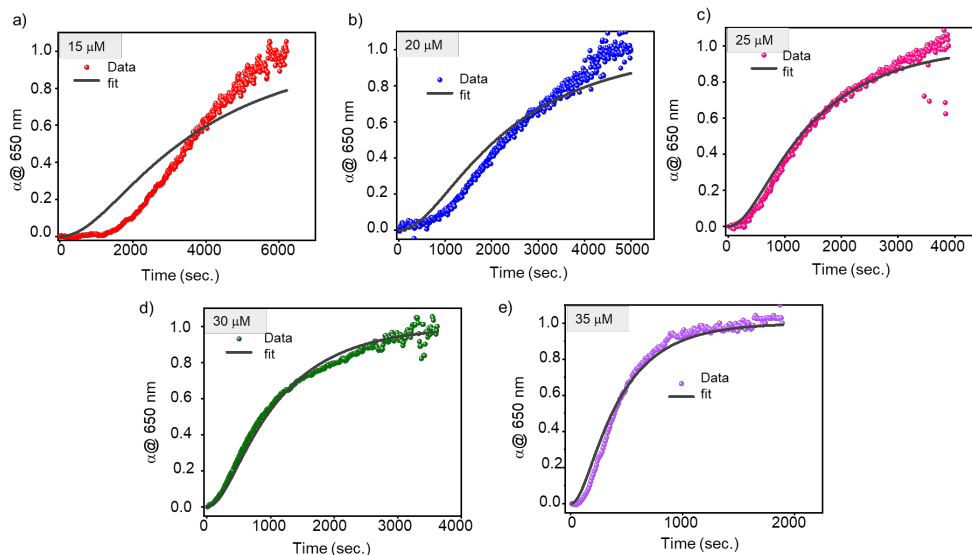 a)
15 μM
Data
fit
α@ 650 nm
1.0
0.8
0.6
0.4
0.2
0.0
0
2000
4000
6000
Time (sec.)
b)
20 μM
Data
fit
α@ 650 nm
1.0
0.8
0.6
0.4
0.2
0.0
0
1000
2000
3000
4000
5000
Time (sec.)
c)
25 μM
Data
fit
α@ 650 nm
1.0
0.8
0.6
0.4
0.2
0.0
0
1000
2000
3000
4000
Time (sec.)
d)
30 μM
Data
fit
α@ 650 nm
1.0
0.8
0.6
0.4
0.2
0.0
0
1000
2000
3000
4000
Time (sec.)
e)
35 μM
Data
fit
α@ 650 nm
1.0
0.8
0.6
0.4
0.2
0.0
0
1000
2000
Time (sec.)